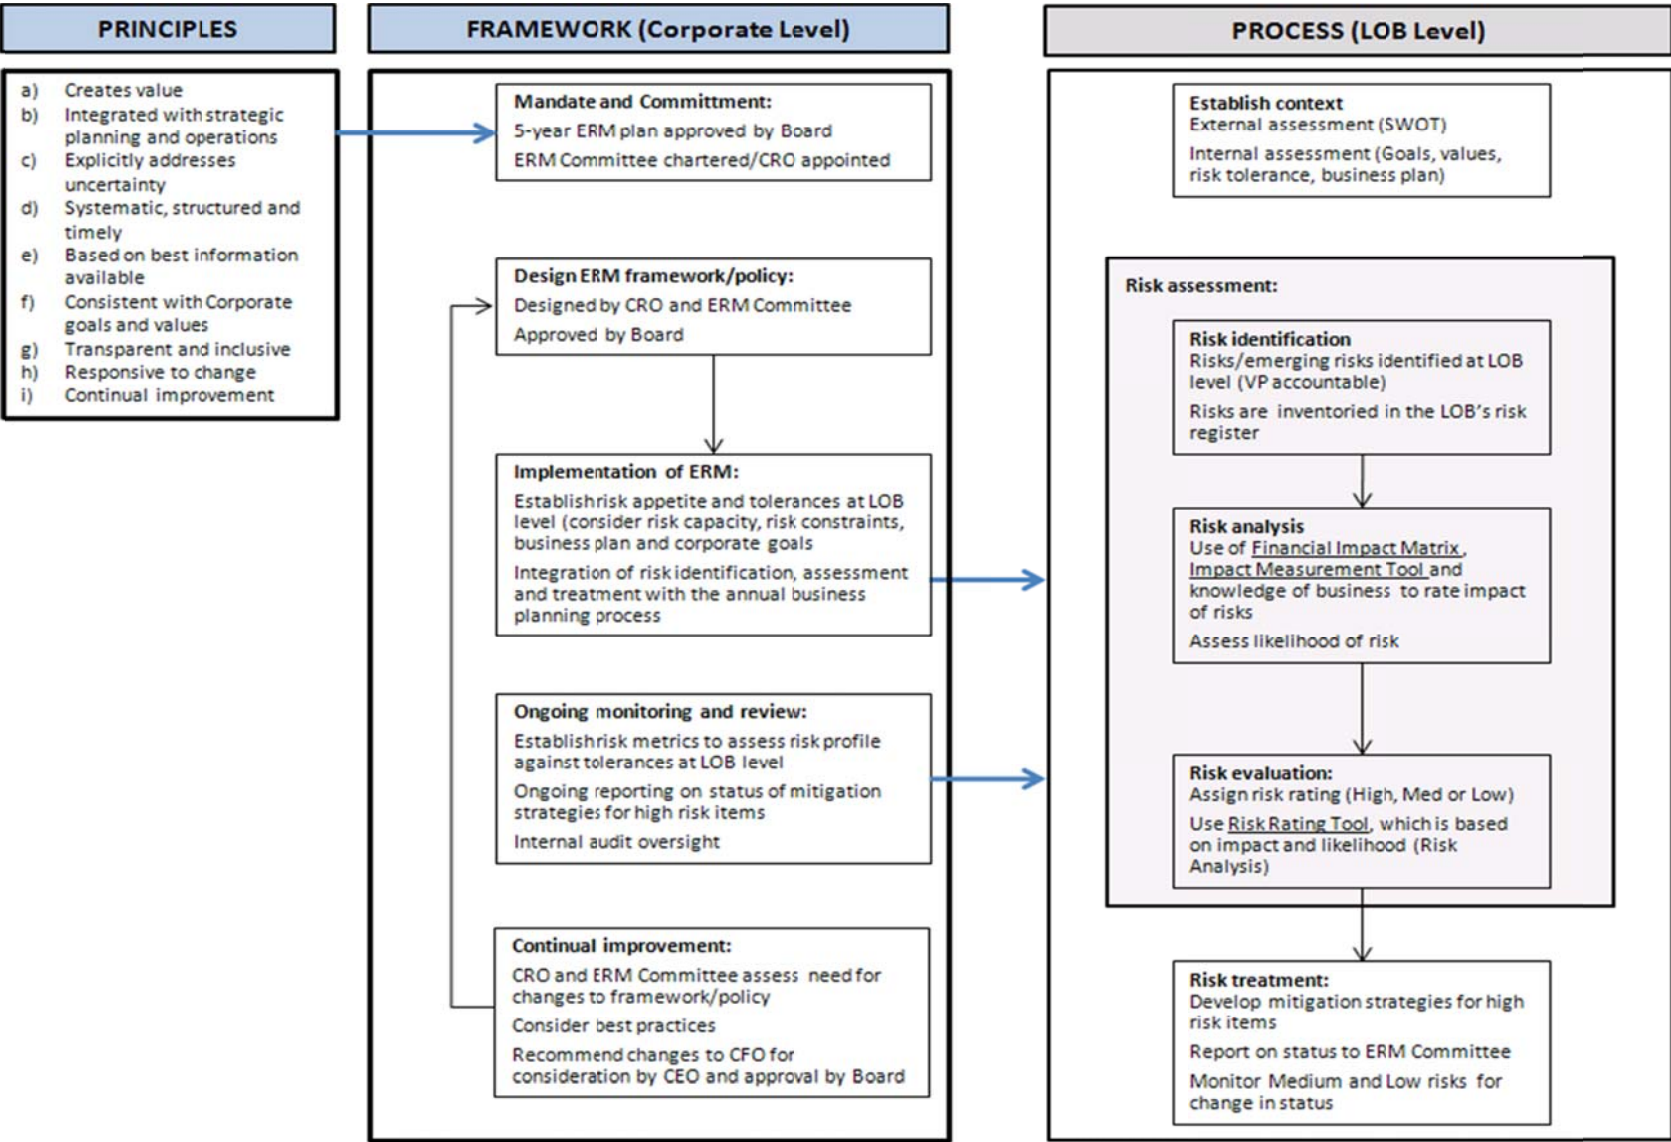 PRINCIPLES
a) Creates value
b) Integrated with strategic
planning and operations
c) Explicitly addresses
uncertainty
d) Systematic, structured and
timely
e) Based on best information
available
f) Consistent with Corporate
goals and values
g) Transparent and inclusive
h) Responsive to change
i) Continual improvement
FRAMEWORK (Corporate Level)
Mandate and Committment:
5-year ERM plan approved by Board
ERM Committee chartered/CRO appointed
Design ERM framework/policy:
Designed by CRO and ERM Committee
Approved by Board
Implementation of ERM:
Establish risk appetite and tolerances at LOB
level (consider risk capacity, risk constraints,
business plan and corporate goals
Integration of risk identification, assessment
and treatment with the annual business
planning process
Ongoing monitoring and review:
Establish risk metrics to assess risk profile
against tolerances at LOB level
Ongoing reporting on status of mitigation
strategies for high risk items
Internal audit oversight
Continual improvement:
CRO and ERM Committee assess need for
changes to framework/policy
Consider best practices
Recommend changes to CFO for
consideration by CEO and approval by Board
PROCESS (LOB Level)
Establish context
External assessment (SWOT)
Internal assessment (Goals, values,
risk tolerance, business plan)
Risk assessment:
Risk identification
Risks/emerging risks identified at LOB
level (VP accountable)
Risks are inventoried in the LOB's risk
register
Risk analysis
Use of Financial Impact Matrix,
Impact Measurement Tool and
knowledge of business to rate impact
of risks
Assess likelihood of risk
Risk evaluation:
Assign risk rating (High, Med or Low)
Use Risk Rating Tool, which is based
on impact and likelihood (Risk
Analysis)
Risk treatment:
Develop mitigation strategies for high
risk items
Report on status to ERM Committee
Monitor Medium and Low risks for
change in status